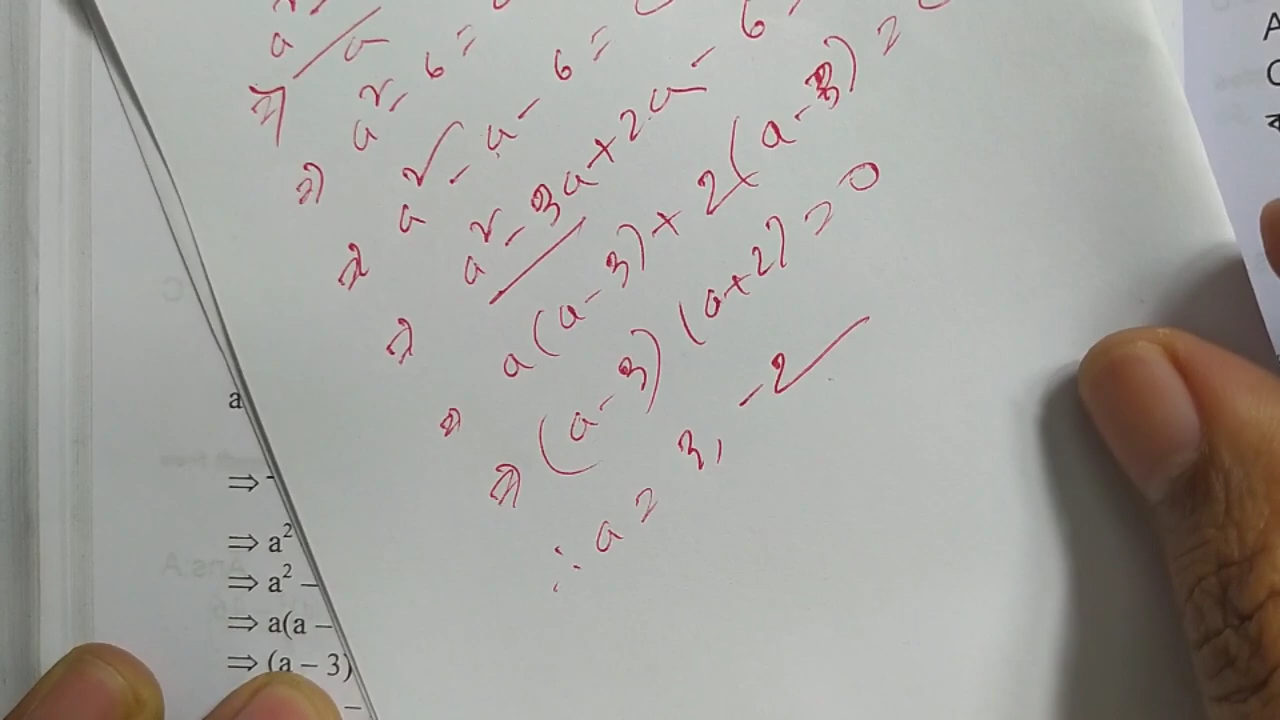 ⇒ a² - 6 =
⇒ a² - a - 6 =
⇒ a² - 3a + 2a - 6
⇒ a(a-3) + 2(a-3) =
⇒ (a-3)(a+2) = 0
∴ a = 3, -2
a
⇒
⇒ a²
⇒ a² –
⇒ a(a –
⇒ (a – 3)
–